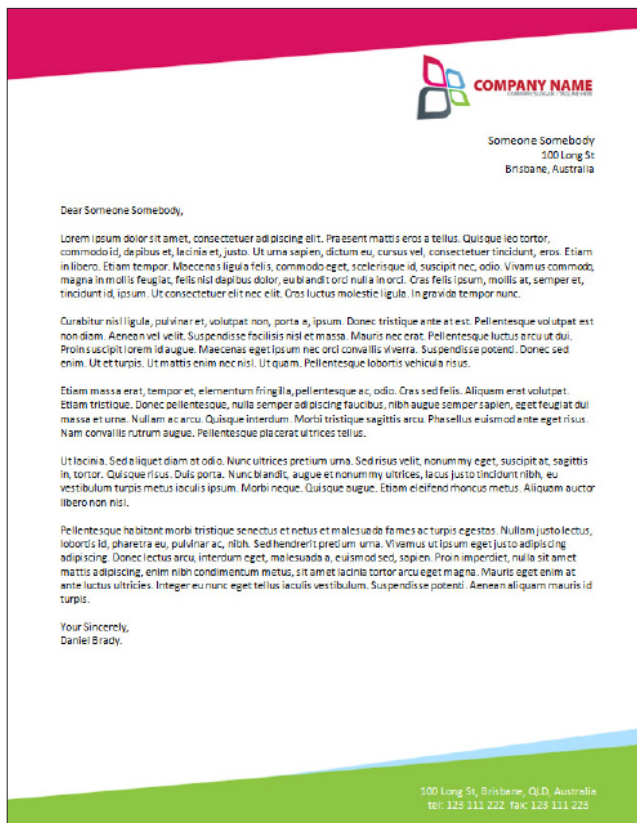 COMPANY NAME
COMPANY SLOGAN / TAGLINE HERE
Someone Somebody
100 Long St
Brisbane, Australia
Dear Someone Somebody,
Lorem ipsum dolor sit amet, consectetuer adipiscing elit. Praesent mattis eros a tellus. Quisque leo tortor,
commodo id, dapibus et, lacinia et, justo. Ut urna sapien, dictum eu, cursus vel, consectetuer tincidunt, eros. Etiam
in libero. Etiam tempor. Maecenas ligula felis, commodo eget, scelerisque id, suscipit nec, odio. Vivamus commodo,
magna in mollis feugiat, felis nisl dapibus dolor, eu blandit orci nulla in orci. Cras felis ipsum, mollis at, semper et,
tincidunt id, ipsum. Ut consectetuer elit nec elit. Cras luctus molestie ligula. In gravida tempor nunc.
Curabitur nisl ligula, pulvinar et, volutpat non, porta a, ipsum. Donec tristique ante at est. Pellentesque volutpat est
non diam. Aenean vel velit. Suspendisse facilisis nisl et massa. Mauris nec erat. Pellentesque luctus arcu ut dui.
Proin suscipit lorem id augue. Maecenas eget ipsum nec orci convallis viverra. Suspendisse potenti. Donec sed
enim. Ut et turpis. Ut mattis enim nec nisl. Ut quam. Pellentesque lobortis vehicula risus.
Etiam massa erat, tempor et, elementum fringilla, pellentesque ac, odio. Cras sed felis. Aliquam erat volutpat.
Etiam tristique. Donec pellentesque, nulla semper adipiscing faucibus, nibh augue semper sapien, eget feugiat dui
massa et urna. Nullam ac arcu. Quisque interdum. Morbi tristique sagittis arcu. Phasellus euismod ante eget risus.
Nam convallis rutrum augue. Pellentesque placerat ultrices tellus.
Ut lacinia. Sed aliquet diam at odio. Nunc ultrices pretium urna. Sed risus velit, nonummy eget, suscipit at, sagittis
in, tortor. Quisque risus. Duis porta. Nunc blandit, augue et nonummy ultrices, lacus justo tincidunt nibh, eu
vestibulum turpis metus iaculis ipsum. Morbi neque. Quisque augue. Etiam eleifend rhoncus metus. Aliquam auctor
libero non nisl.
Pellentesque habitant morbi tristique senectus et netus et malesuada fames ac turpis egestas. Nullam justo lectus,
lobortis id, pharetra eu, pulvinar ac, nibh. Sed hendrerit pretium urna. Vivamus ut ipsum eget justo adipiscing
adipiscing. Donec lectus arcu, interdum eget, malesuada a, euismod sed, sapien. Proin imperdiet, nulla sit amet
mattis adipiscing, enim nibh condimentum metus, sit amet lacinia tortor arcu eget magna. Mauris eget enim at
ante luctus ultricies. Integer eu nunc eget tellus iaculis vestibulum. Suspendisse potenti. Aenean aliquam mauris id
turpis.
Your Sincerely,
Daniel Brady.
100 Long St, Brisbane, QLD, Australia
tel: 123 111 222 fax: 123 111 223